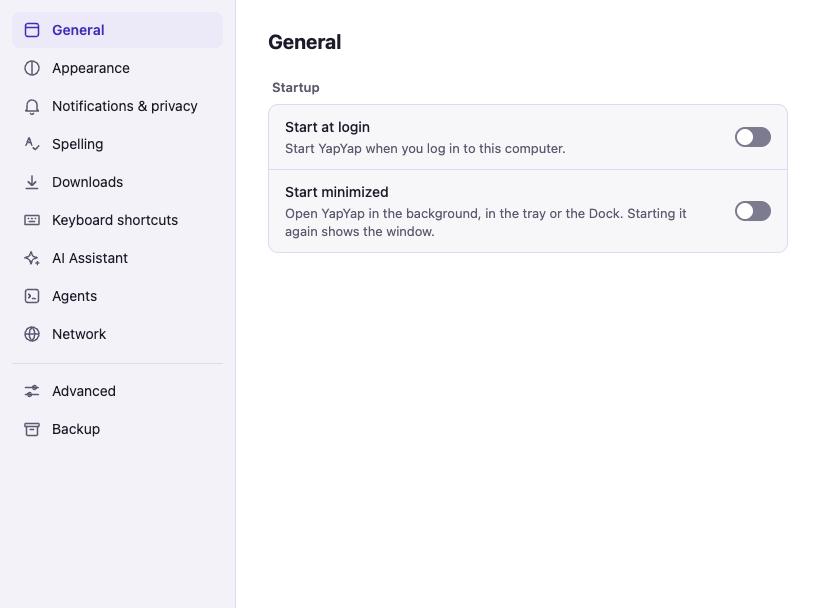 General
Appearance
Notifications & privacy
Spelling
Downloads
Keyboard shortcuts
AI Assistant
Agents
Network
Advanced
Backup
General
Startup
Start at login
Start YapYap when you log in to this computer.
Start minimized
Open YapYap in the background, in the tray or the Dock. Starting it
again shows the window.